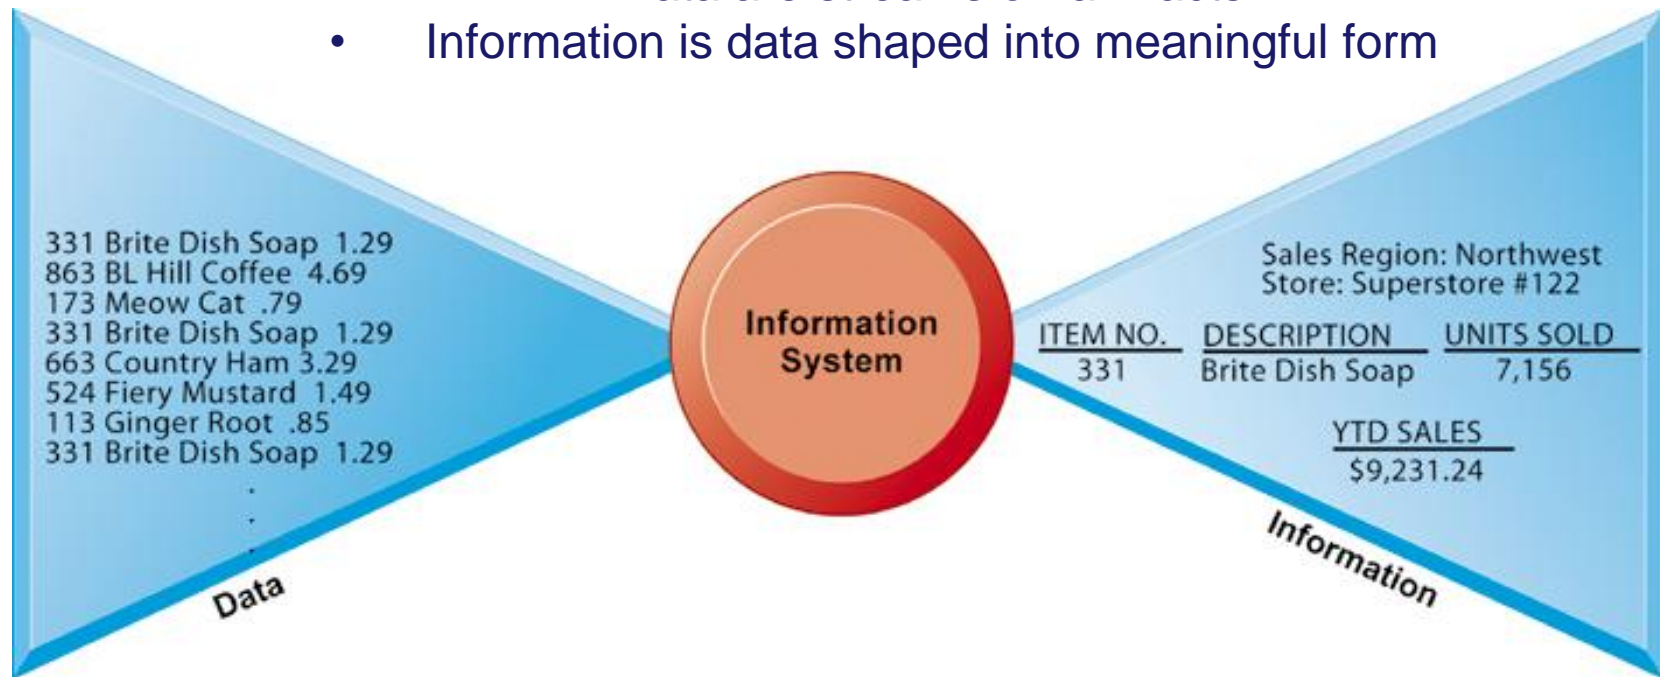 • Information is data shaped into meaningful form
331 Brite Dish Soap 1.29
863 BL Hill Coffee 4.69
173 Meow Cat .79
331 Brite Dish Soap 1.29
663 Country Ham 3.29
524 Fiery Mustard 1.49
113 Ginger Root .85
331 Brite Dish Soap 1.29
.
.
.
Data
Information
System
Sales Region: Northwest
Store: Superstore #122
ITEM NO. DESCRIPTION UNITS SOLD
331 Brite Dish Soap 7,156
YTD SALES
$9,231.24
Information